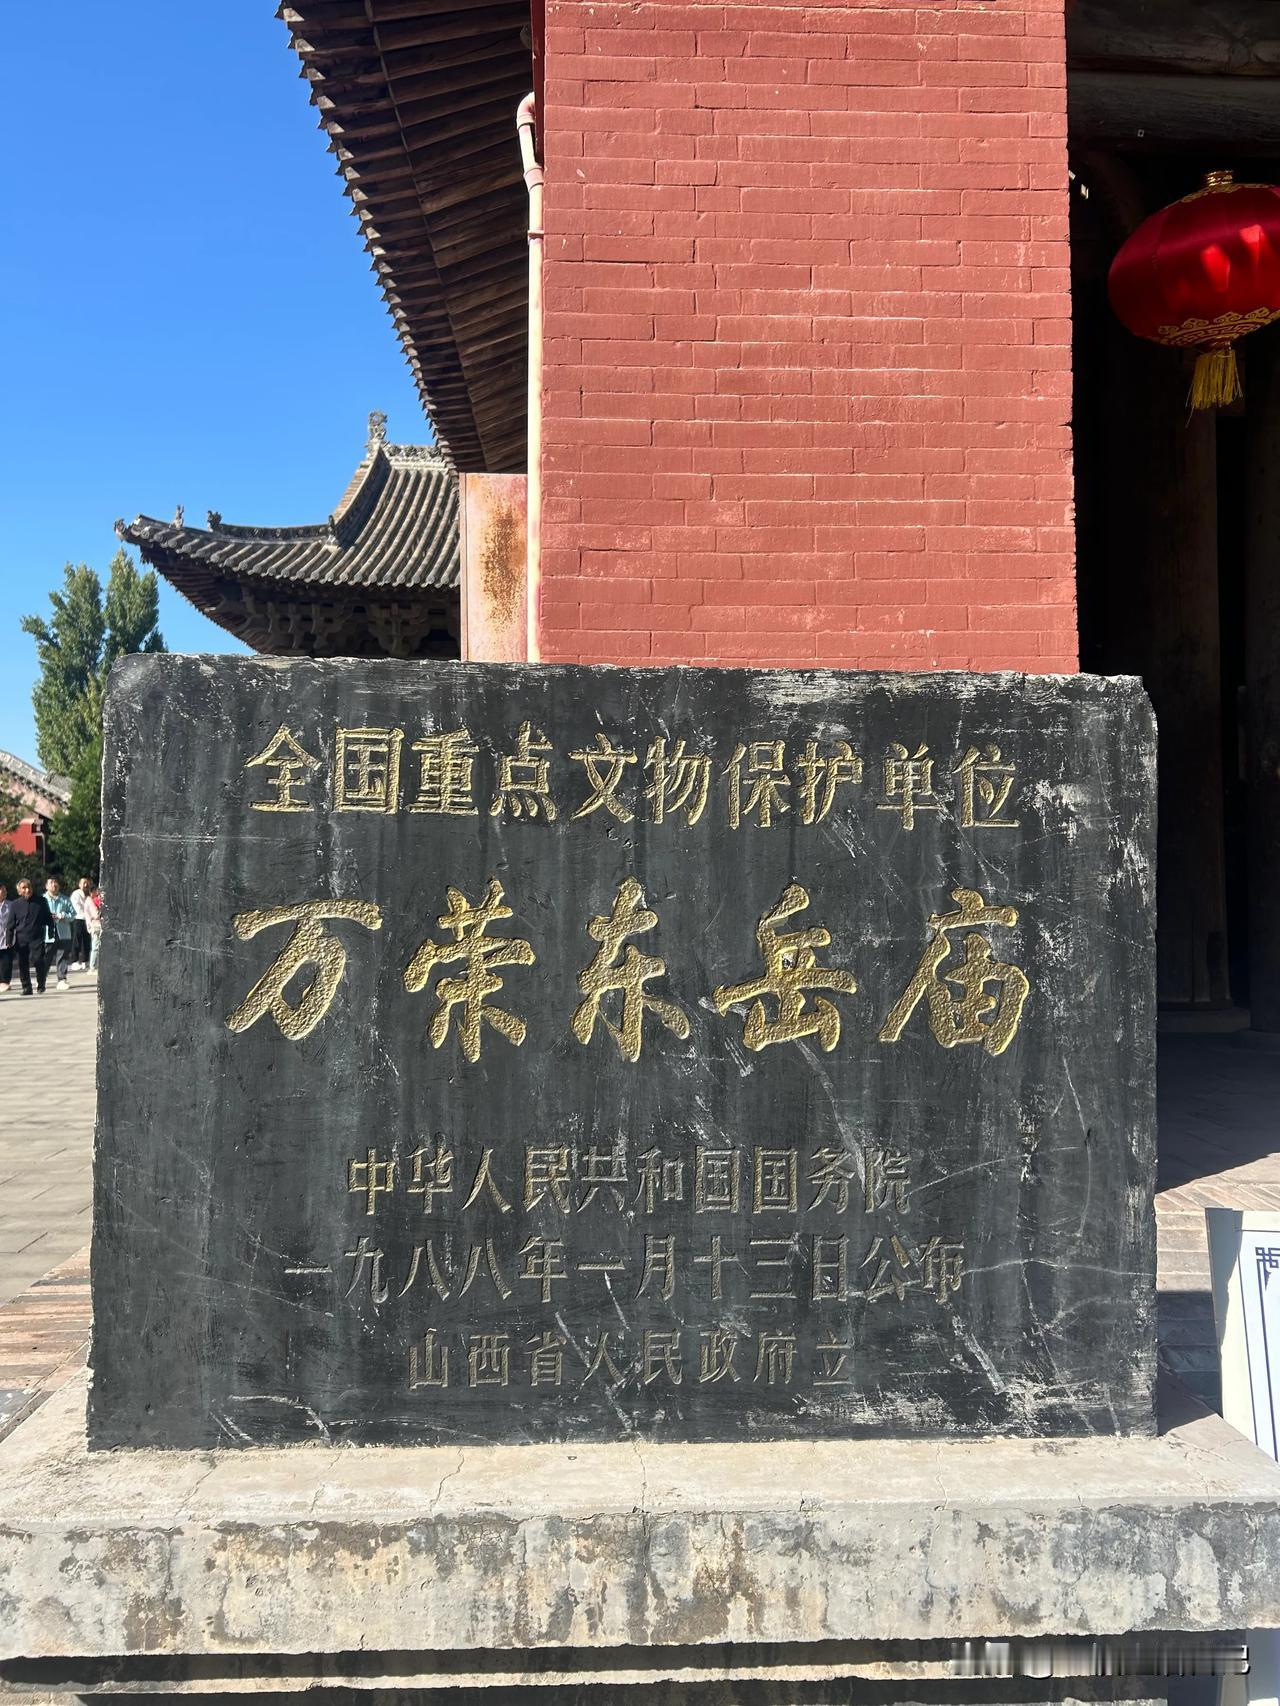 全国重点文物保护单位
万荣东岳庙
中华人民共和国国务院
一九八八年一月十三日公布
山西省人民政府立